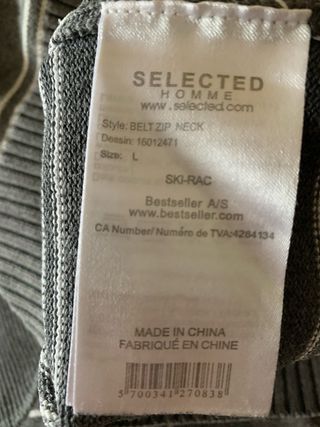 SELECTED
HOMME
www.selected.com
Style: BELT ZIP NECK
Dessin: 16012471
Size: L
SKI-RAC
Bestseller A/S
www.bestseller.com
CA Number/ Numéro de TVA:4284134
MADE IN CHINA
FABRIQUÉ EN CHINE
5 700341 270838